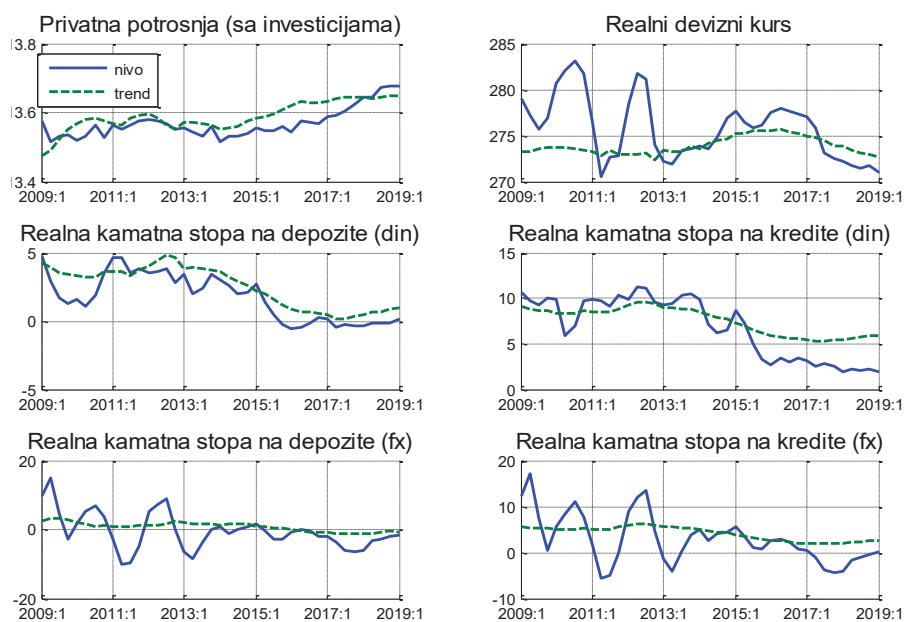 Privatna potrosnja (sa investicijama)
3.8
3.6
3.4
nivo
trend
2009:1 2011:1 2013:1 2015:1 2017:1 2019:1
Realni devizni kurs
285
280
275
270
2009:1 2011:1 2013:1 2015:1 2017:1 2019:1
Realna kamatna stopa na depozite (din)
5
0
-5
2009:1 2011:1 2013:1 2015:1 2017:1 2019:1
Realna kamatna stopa na kredite (din)
15
10
5
0
2009:1 2011:1 2013:1 2015:1 2017:1 2019:1
Realna kamatna stopa na depozite (fx)
20
0
-20
2009:1 2011:1 2013:1 2015:1 2017:1 2019:1
Realna kamatna stopa na kredite (fx)
20
10
0
-10
2009:1 2011:1 2013:1 2015:1 2017:1 2019:1